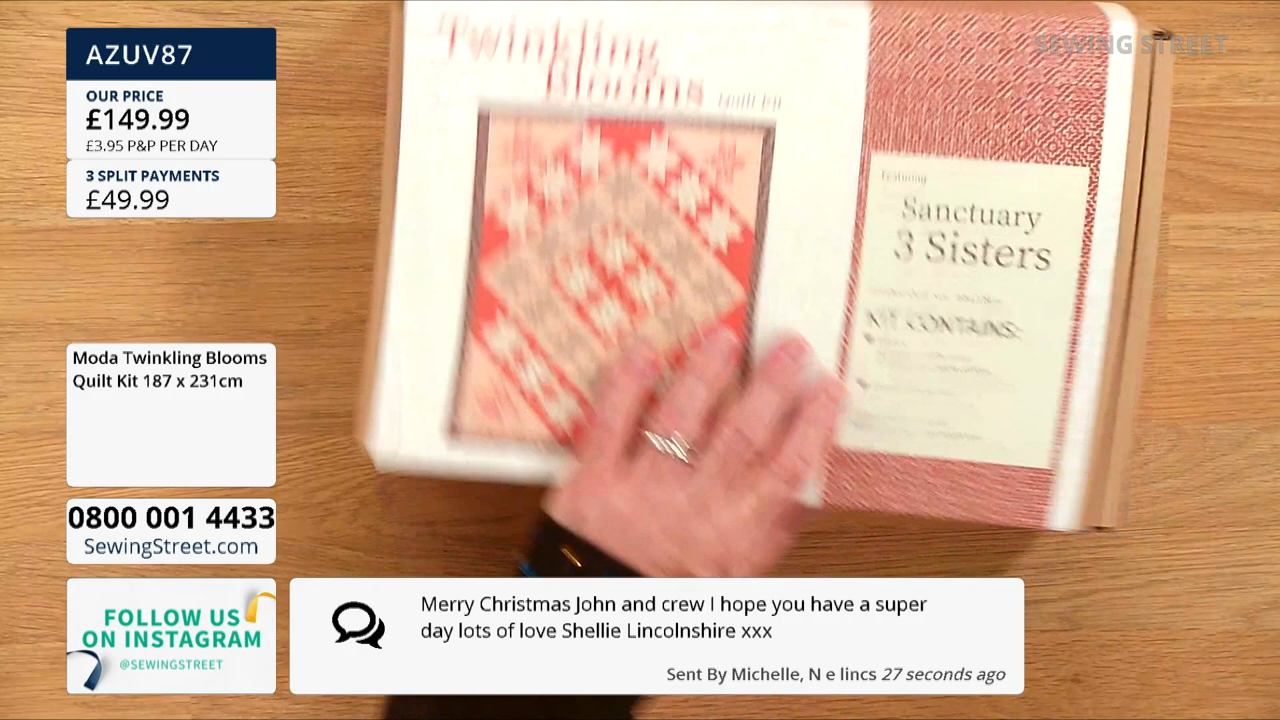 AZUV87
OUR PRICE
£149.99
£3.95 P&P PER DAY
3 SPLIT PAYMENTS
£49.99
SEWING STREET
Twinkling
Blooms
Featuring
Sanctuary
3 Sisters
KIT CONTAINS:
Moda Twinkling Blooms
Quilt Kit 187 x 231cm
0800 001 4433
SewingStreet.com
FOLLOW US
ON INSTAGRAM
@SEWINGSTREET
Merry Christmas John and crew I hope you have a super
day lots of love Shellie Lincolnshire xxx
Sent By Michelle, N e lincs 27 seconds ago